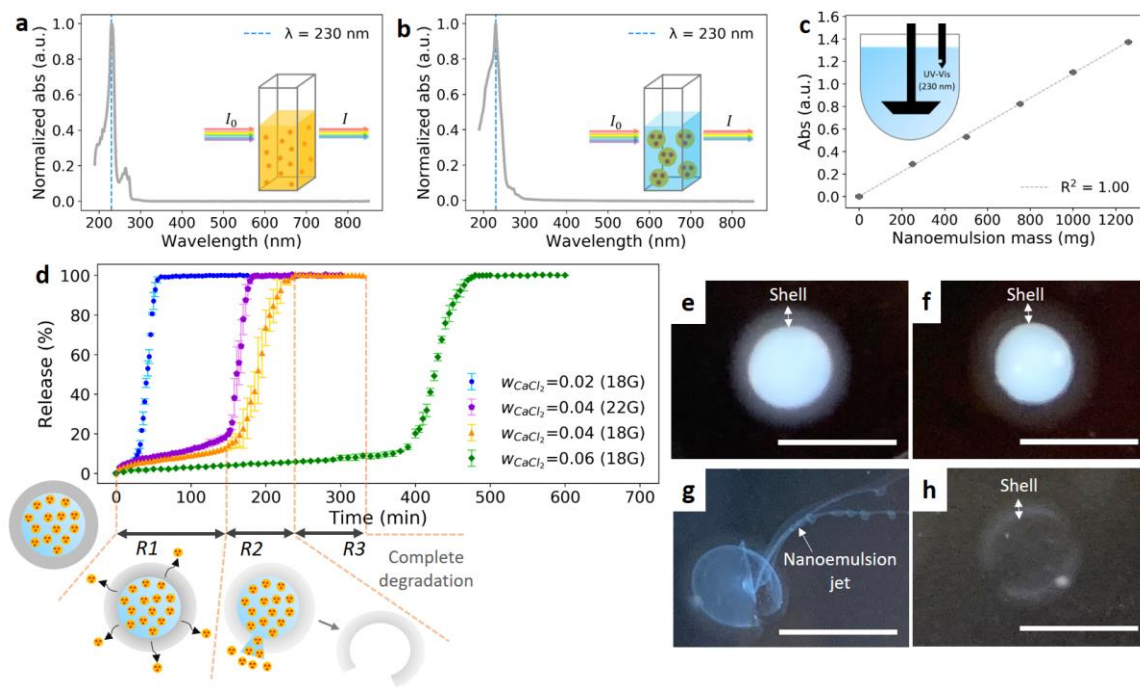 a
λ = 230 nm
Normalized abs (a.u.)
1.0
0.8
0.6
0.4
0.2
0.0
I₀
I
200 300 400 500 600 700 800
Wavelength (nm)
b
λ = 230 nm
Normalized abs (a.u.)
1.0
0.8
0.6
0.4
0.2
0.0
I₀
I
200 300 400 500 600 700 800
Wavelength (nm)
c
Abs (a.u.)
1.6
1.4
1.2
1.0
0.8
0.6
0.4
0.2
0.0
UV-Vis
(230 nm)
R² = 1.00
0 200 400 600 800 1000 1200
Nanoemulsion mass (mg)
d
Release (%)
100
80
60
40
20
0
w_CaCl₂=0.02 (18G)
w_CaCl₂=0.04 (22G)
w_CaCl₂=0.04 (18G)
w_CaCl₂=0.06 (18G)
0 100 200 300 400 500 600 700
Time (min)
R1 R2 R3
Complete
degradation
e
Shell
f
Shell
g
Nanoemulsion
jet
h
Shell